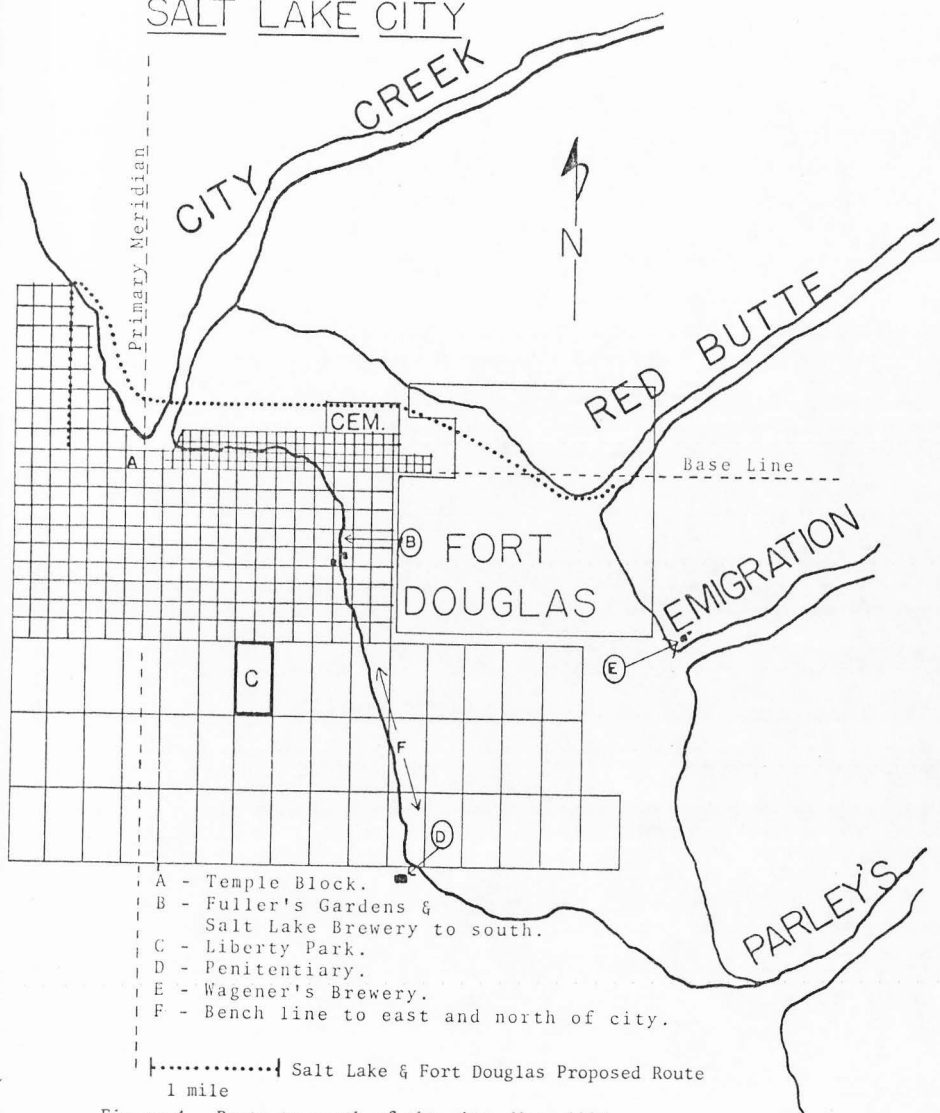 SALT LAKE CITY
CITY CREEK
Primary Meridian
N
RED BUTTE
CEM.
A
Base Line
B
FORT
DOUGLAS
EMIGRATION
E
C
F
D
PARLEY'S
A - Temple Block.
B - Fuller's Gardens &
Salt Lake Brewery to south.
C - Liberty Park.
D - Penitentiary.
E - Wagener's Brewery.
F - Bench line to east and north of city.
Salt Lake & Fort Douglas Proposed Route
1 mile